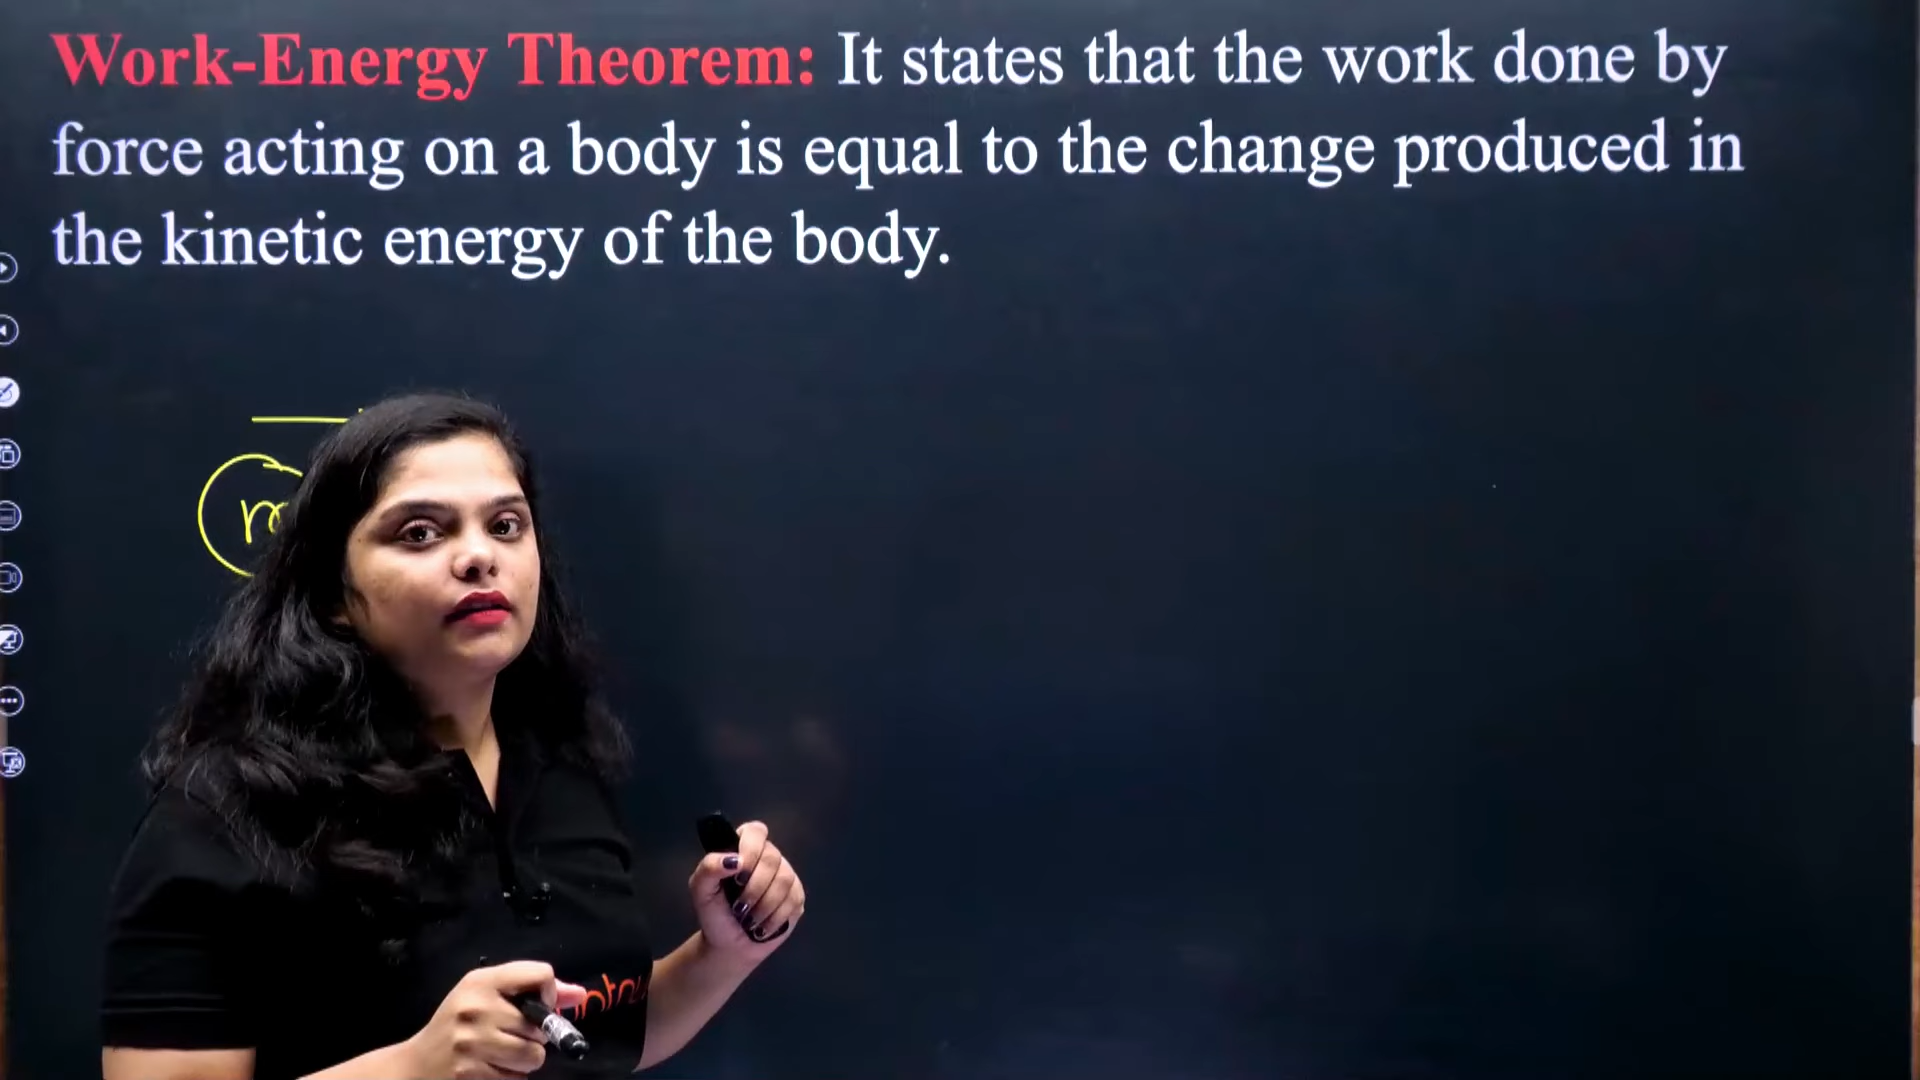 Work-Energy Theorem: It states that the work done by
force acting on a body is equal to the change produced in
the kinetic energy of the body.